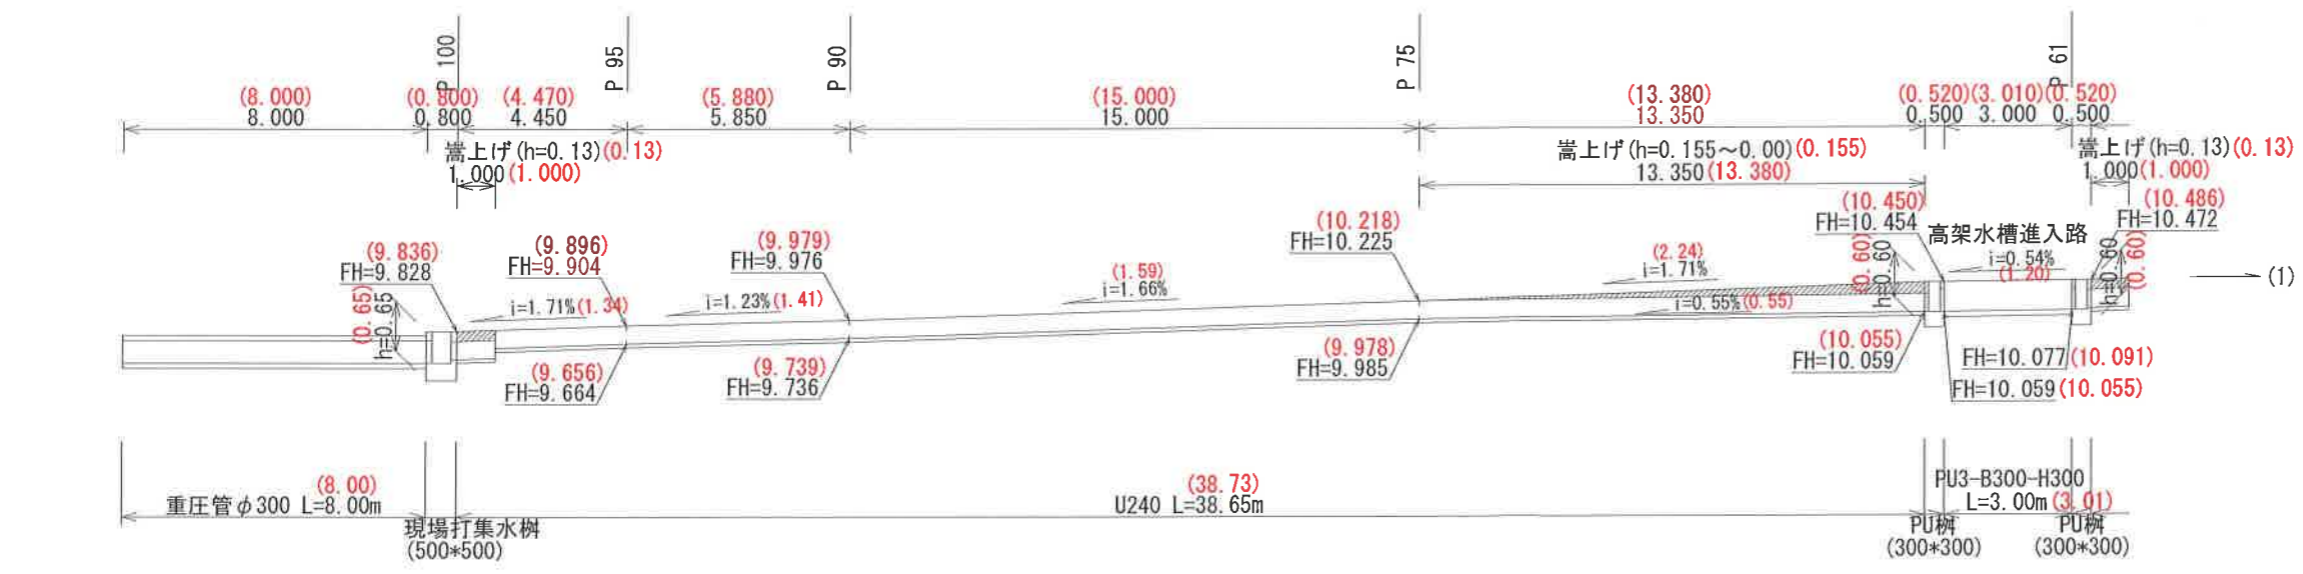 P 100
P 95
P 90
P 75
P 61
(8.000)
(0.800)
(4.470)
(5.880)
(15.000)
(13.380)
(0.520)(3.010)(0.520)
8.000
0.800
4.450
5.850
15.000
13.350
0.500
3.000
0.500
嵩上げ(h=0.13)(0.13)
1.000(1.000)
嵩上げ(h=0.155～0.00)(0.155)
13.350(13.380)
嵩上げ(h=0.13)(0.13)
1.000(1.000)
(9.836)
FH=9.828
(9.896)
FH=9.904
(9.979)
FH=9.976
(10.218)
FH=10.225
(10.450)
FH=10.454
(10.486)
FH=10.472
高架水槽進入路
(0.65)
h=0.65
i=1.71%(1.34)
i=1.23%(1.41)
(1.59)
i=1.66%
(2.24)
i=1.71%
i=0.55%(0.55)
(0.60)
h=0.60
i=0.54%
(1.20)
h=0.60
(0.60)
(1)
(9.656)
FH=9.664
(9.739)
FH=9.736
(9.978)
FH=9.985
(10.055)
FH=10.059
FH=10.077(10.091)
FH=10.059(10.055)
(8.00)
重圧管φ300 L=8.00m
現場打集水桝
(500*500)
(38.73)
U240 L=38.65m
PU3-B300-H300
L=3.00m(3.01)
PU桝
(300*300)
PU桝
(300*300)